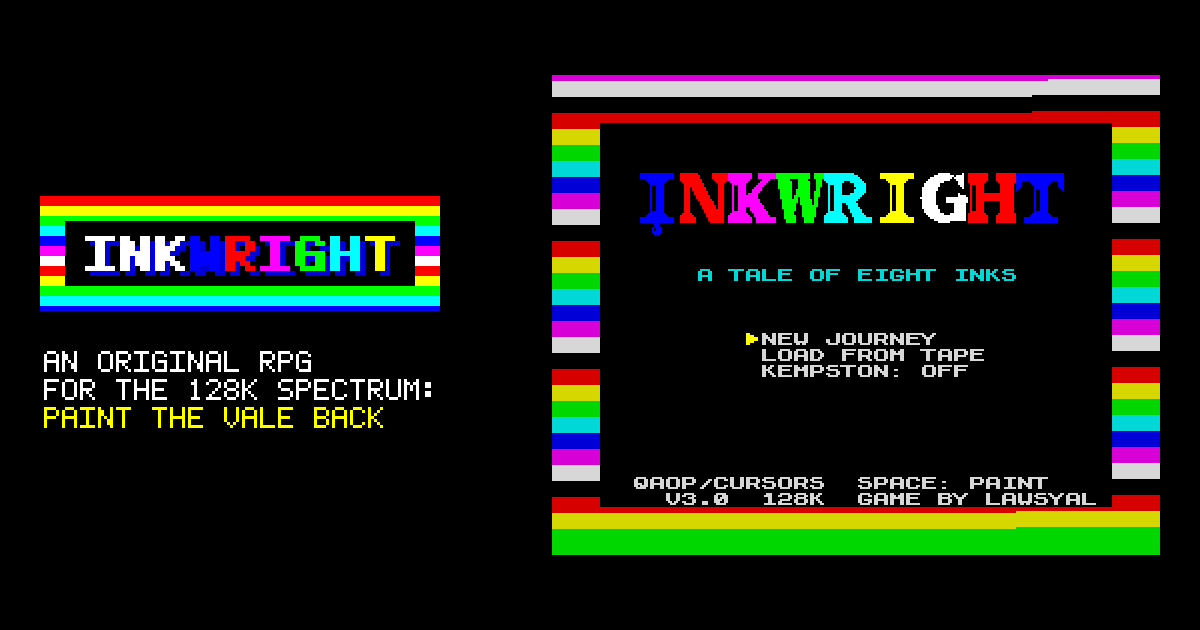 INKWRIGHT
AN ORIGINAL RPG
FOR THE 128K SPECTRUM:
PAINT THE VALE BACK
INKWRIGHT
A TALE OF EIGHT INKS
NEW JOURNEY
LOAD FROM TAPE
KEMPSTON: OFF
QAOP/CURSORS SPACE: PAINT
V3.0 128K GAME BY LAWSYAL